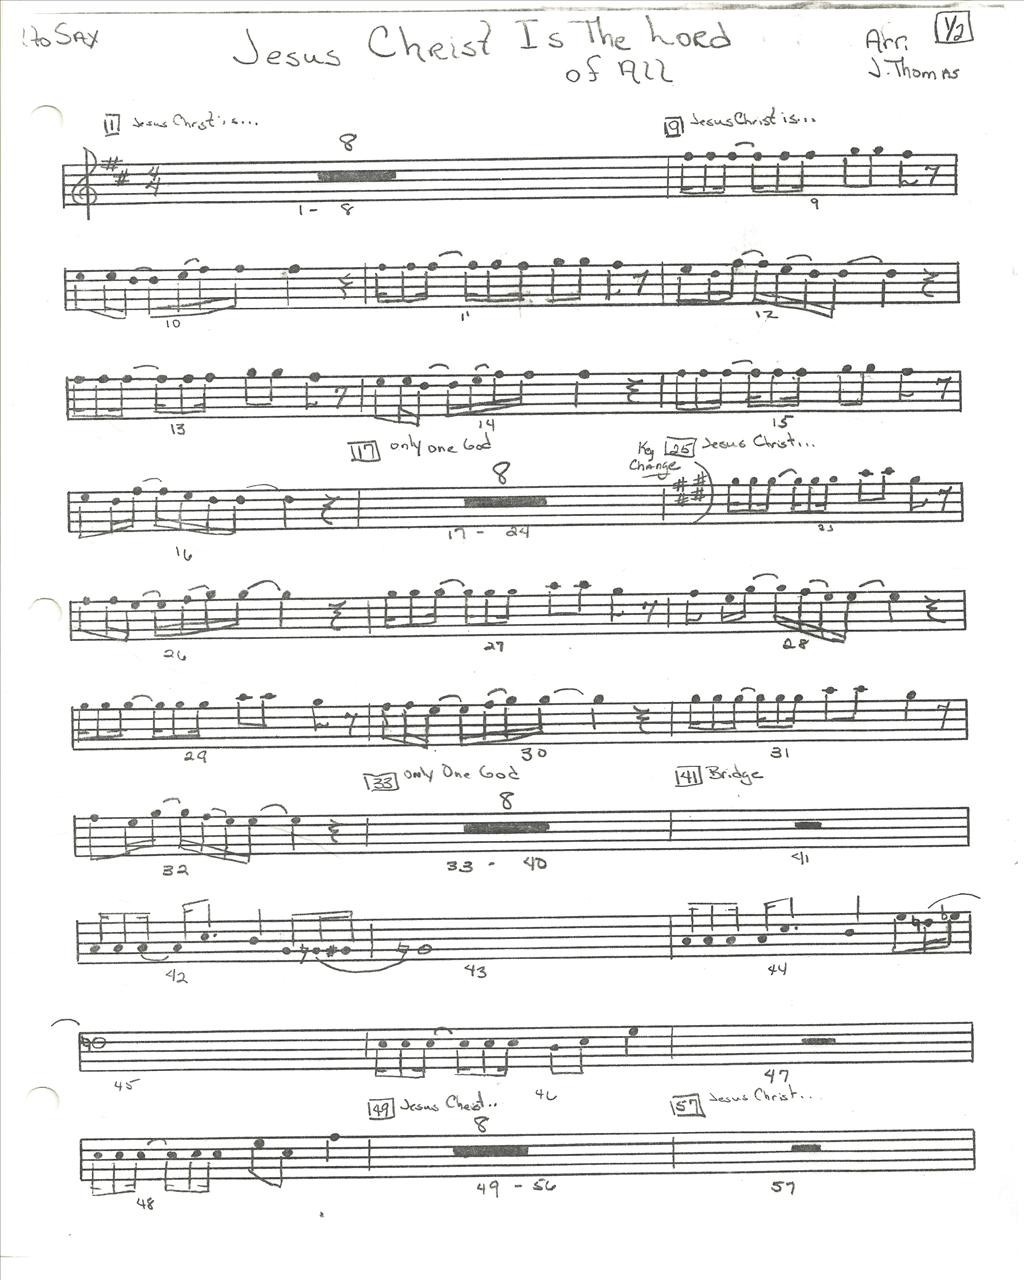 lto SAX
Jesus Christ Is The Lord
of All
Arr:
J. Thomas
1/2
1 Jesus Christ is...
9 Jesus Christ is...
8
4
4
1 - 8
9
10
11
12
13
14
15
17 only one God
Key
Change
25 Jesus Christ...
8
16
17 - 24
25
26
27
28
29
30
31
33 Only One God
41 Bridge
8
32
33 - 40
41
42
43
44
45
46
47
49 Jesus Christ..
57 Jesus Christ...
8
48
49 - 56
57